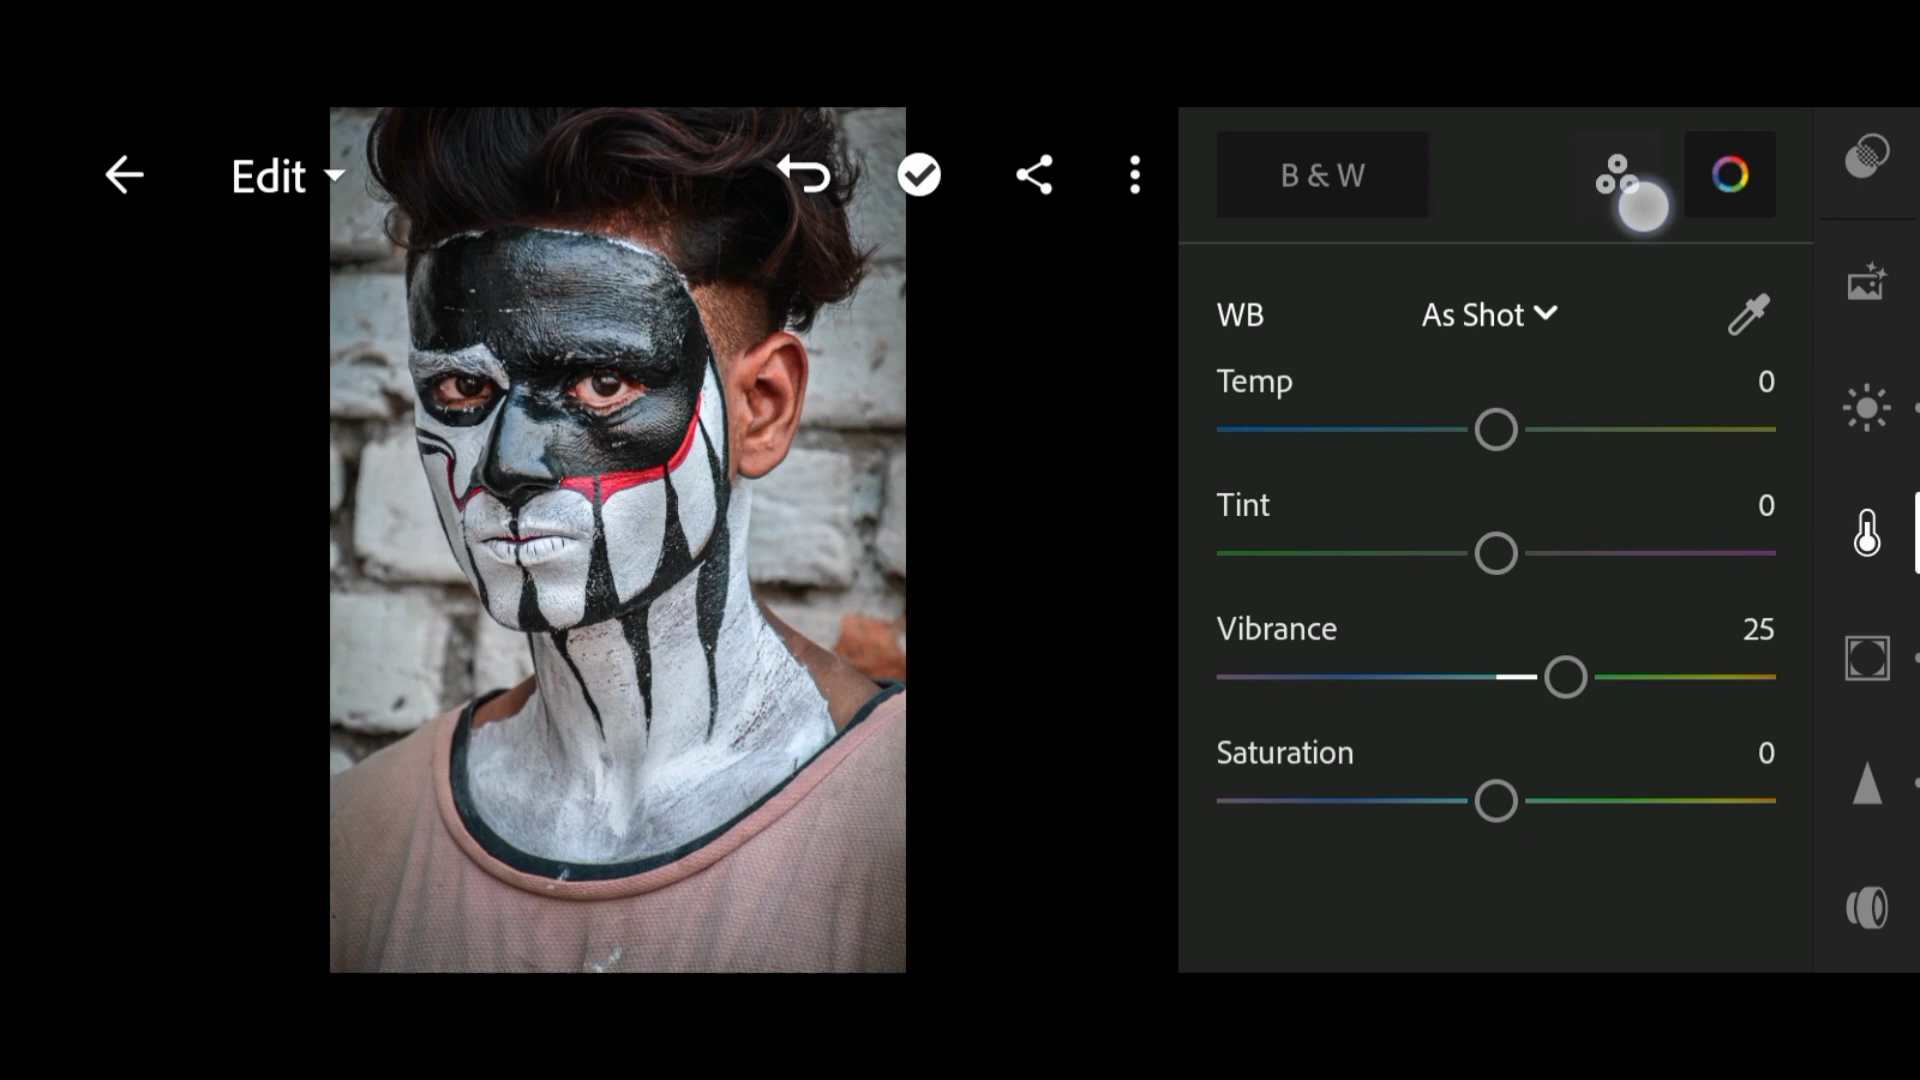 Edit
B & W
WB As Shot
Temp 0
Tint 0
Vibrance 25
Saturation 0